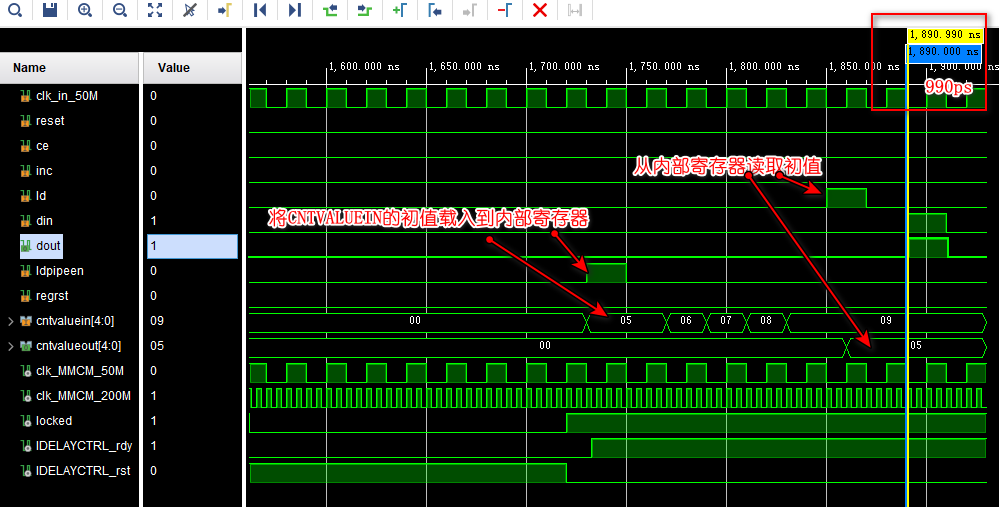 1,890.990 ns
1,890.000 ns
Name
Value
1,600.000 ns
1,650.000 ns
1,700.000 ns
1,750.000 ns
1,800.000 ns
1,850.000 ns
1,900.000 ns
990ps
clk_in_50M
0
reset
0
ce
0
inc
0
从内部寄存器读取初值
ld
0
din
1
将CNTVALUEIN的初值载入到内部寄存器
dout
1
ldpipeen
0
regrst
0
cntvaluein[4:0]
09
00
05
06
07
08
09
cntvalueout[4:0]
05
00
05
clk_MMCM_50M
0
clk_MMCM_200M
1
locked
1
IDELAYCTRL_rdy
1
IDELAYCTRL_rst
0